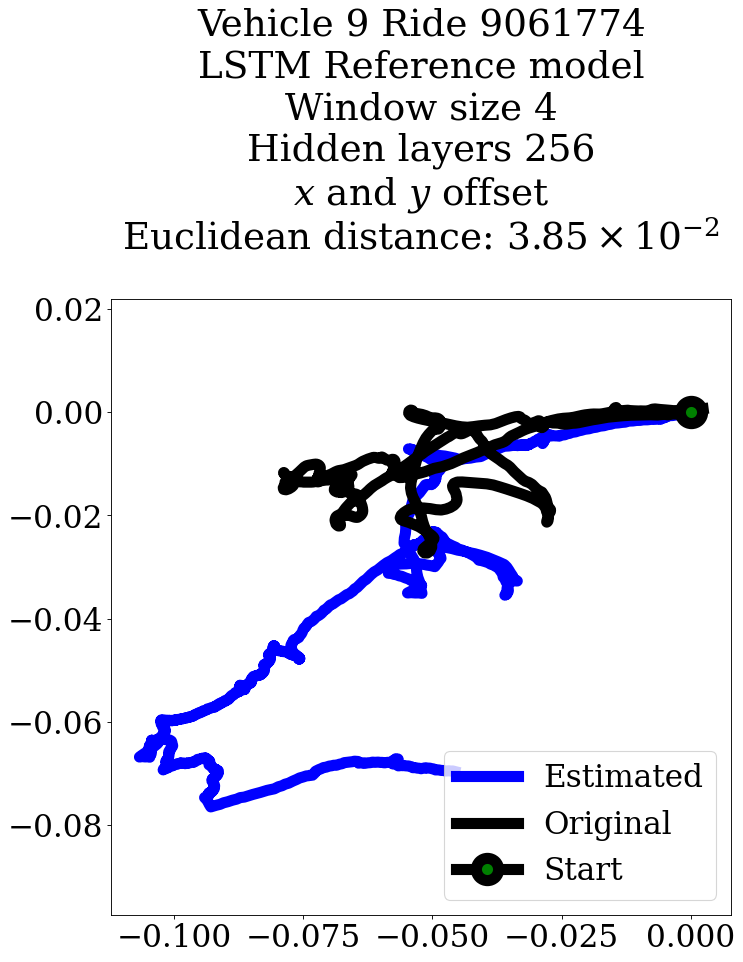 Vehicle 9 Ride 9061774
LSTM Reference model
Window size 4
Hidden layers 256
x and y offset
Euclidean distance: 3.85 × 10⁻²
0.02
0.00
−0.02
−0.04
−0.06
−0.08
Estimated
Original
Start
−0.100 −0.075 −0.050 −0.025 0.000